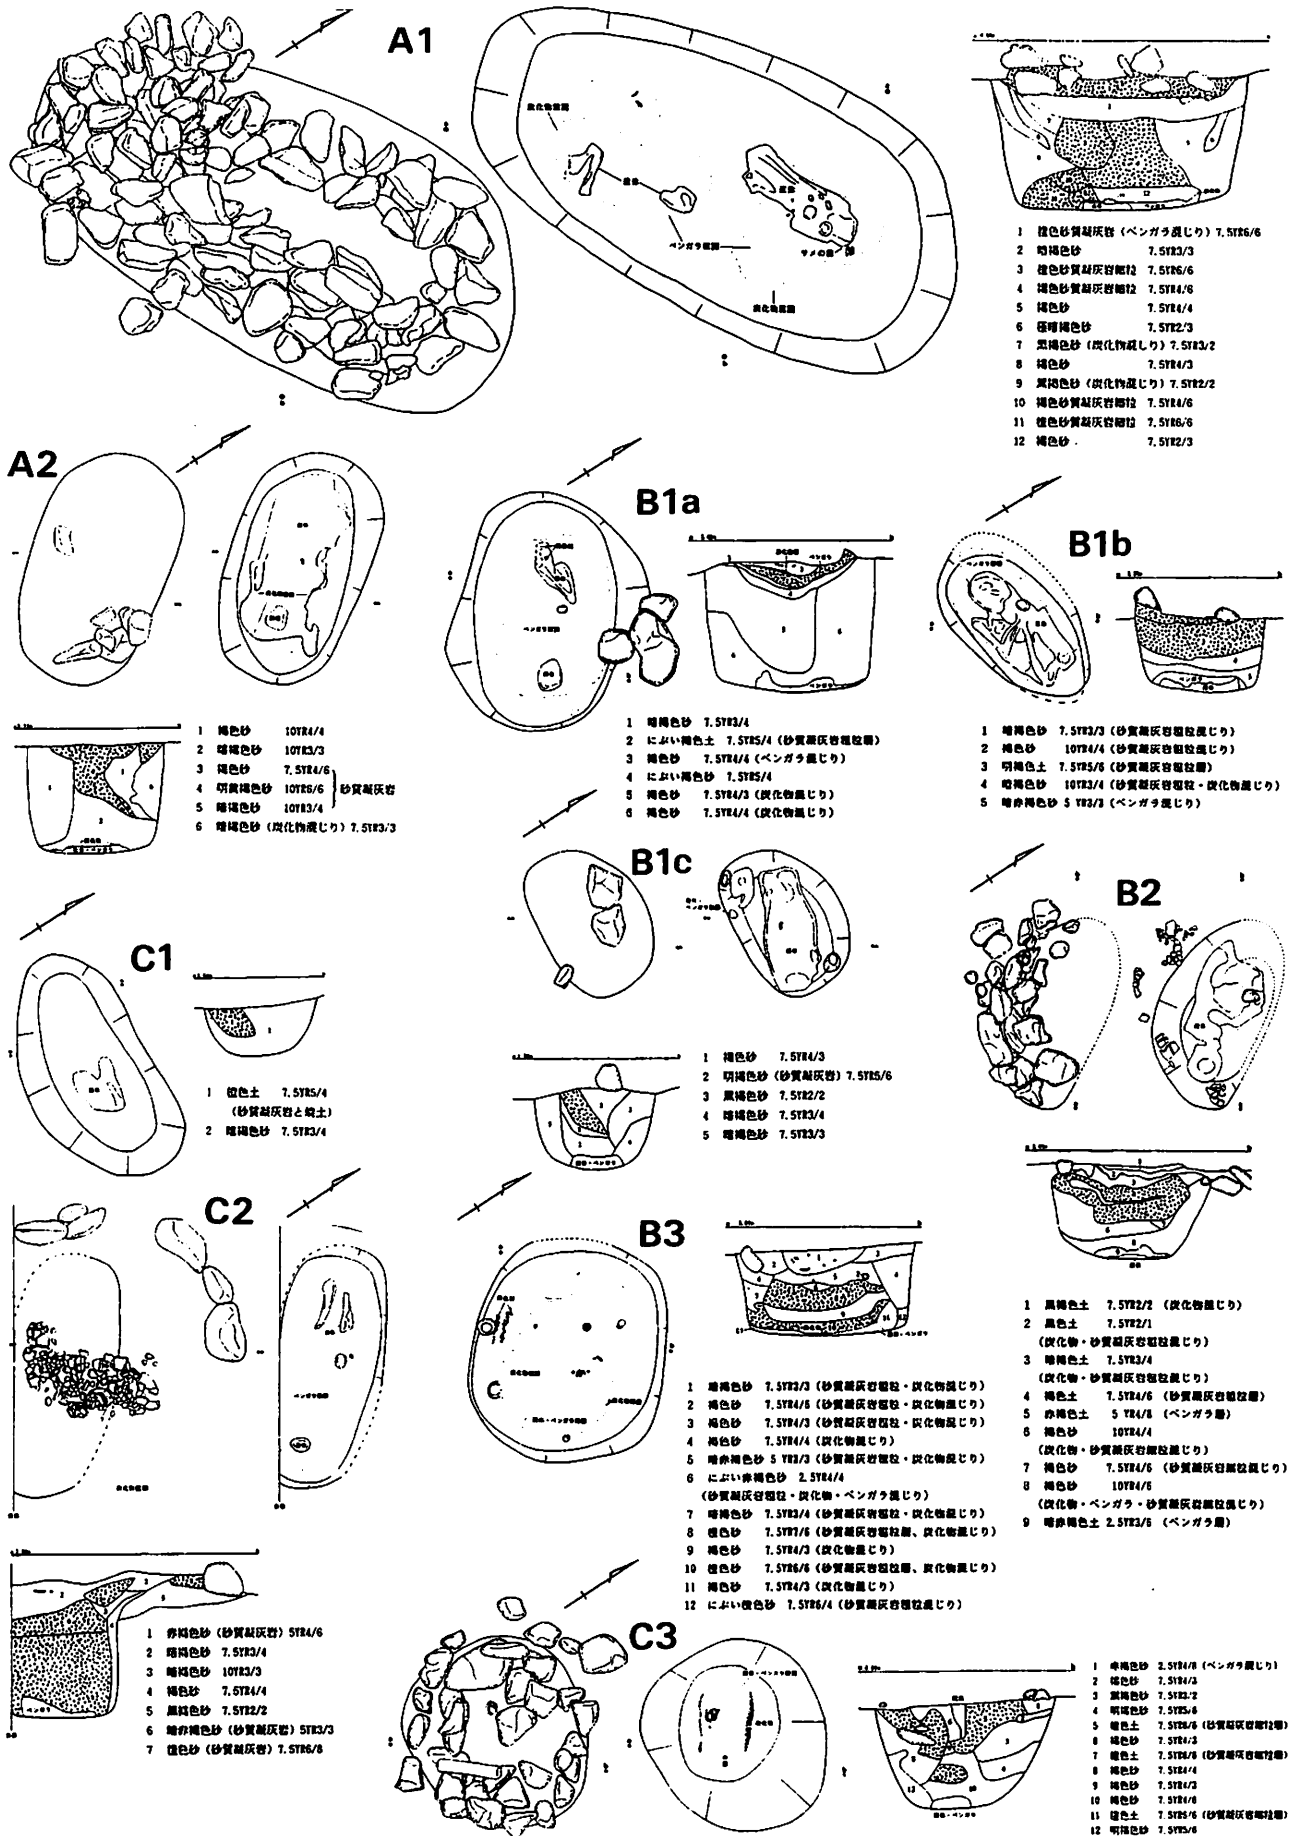 A1
1 橙色砂質凝灰岩 (ベンガラ混じり) 7.5YR6/6
2 暗褐色砂 7.5YR3/3
3 橙色砂質凝灰岩細粒 7.5YR6/6
4 褐色砂質凝灰岩細粒 7.5YR4/6
5 褐色砂 7.5YR4/4
6 極暗褐色砂 7.5YR2/3
7 黒褐色砂 (炭化物混じり) 7.5YR3/2
8 褐色砂 7.5YR4/3
9 黒褐色砂 (炭化物混じり) 7.5YR2/2
10 褐色砂質凝灰岩細粒 7.5YR4/6
11 橙色砂質凝灰岩細粒 7.5YR6/6
12 褐色砂 7.5YR2/3
A2
1 褐色砂 10YR4/4
2 暗褐色砂 10YR3/3
3 褐色砂 7.5YR4/6
4 明黄褐色砂 10YR6/6 砂質凝灰岩
5 暗褐色砂 10YR3/4
6 暗褐色砂 (炭化物混じり) 7.5YR3/3
B1a
1 暗褐色砂 7.5YR3/4
2 にぶい褐色土 7.5YR5/4 (砂質凝灰岩粗粒層)
3 褐色砂 7.5YR4/4 (ベンガラ混じり)
4 にぶい褐色砂 7.5YR5/4
5 褐色砂 7.5YR4/3 (炭化物混じり)
6 褐色砂 7.5YR4/4 (炭化物混じり)
B1b
1 暗褐色砂 7.5YR3/3 (砂質凝灰岩粗粒混じり)
2 褐色砂 10YR4/4 (砂質凝灰岩粗粒混じり)
3 明褐色土 7.5YR5/6 (砂質凝灰岩粗粒層)
4 暗褐色砂 10YR3/4 (砂質凝灰岩粗粒・炭化物混じり)
5 暗赤褐色砂 5 YR3/3 (ベンガラ混じり)
B1c
1 褐色砂 7.5YR4/3
2 明褐色砂 (砂質凝灰岩) 7.5YR5/6
3 黒褐色砂 7.5YR2/2
4 暗褐色砂 7.5YR3/4
5 暗褐色砂 7.5YR3/3
C1
1 橙色土 7.5YR5/4
(砂質凝灰岩と焼土)
2 暗褐色砂 7.5YR3/4
B2
1 黒褐色土 7.5YR2/2 (炭化物混じり)
2 黒色土 7.5YR2/1
(炭化物・砂質凝灰岩粗粒混じり)
3 暗褐色土 7.5YR3/4
(炭化物・砂質凝灰岩粗粒混じり)
4 褐色土 7.5YR4/6 (砂質凝灰岩粗粒層)
5 赤褐色土 5 YR4/8 (ベンガラ層)
6 褐色砂 10YR4/4
(炭化物・砂質凝灰岩細粒混じり)
7 褐色砂 7.5YR4/6 (砂質凝灰岩細粒混じり)
8 褐色砂 10YR4/6
(炭化物・ベンガラ・砂質凝灰岩細粒混じり)
9 暗赤褐色土 2.5YR3/6 (ベンガラ層)
C2
1 赤褐色砂 (砂質凝灰岩) 5YR4/6
2 暗褐色砂 7.5YR3/4
3 暗褐色砂 10YR3/3
4 褐色砂 7.5YR4/4
5 黒褐色砂 7.5YR2/2
6 暗赤褐色砂 (砂質凝灰岩) 5YR3/3
7 橙色砂 (砂質凝灰岩) 7.5YR6/8
B3
1 暗褐色砂 7.5YR3/3 (砂質凝灰岩粗粒・炭化物混じり)
2 褐色砂 7.5YR4/6 (砂質凝灰岩粗粒・炭化物混じり)
3 褐色砂 7.5YR4/3 (砂質凝灰岩粗粒・炭化物混じり)
4 褐色砂 7.5YR4/4 (炭化物混じり)
5 暗赤褐色砂 5 YR3/3 (砂質凝灰岩粗粒・炭化物混じり)
6 にぶい赤褐色砂 2.5YR4/4
(砂質凝灰岩粗粒・炭化物・ベンガラ混じり)
7 暗褐色砂 7.5YR3/4 (砂質凝灰岩粗粒・炭化物混じり)
8 橙色砂 7.5YR7/6 (砂質凝灰岩粗粒層、炭化物混じり)
9 褐色砂 7.5YR4/3 (炭化物混じり)
10 橙色砂 7.5YR6/6 (砂質凝灰岩粗粒層、炭化物混じり)
11 褐色砂 7.5YR4/3 (炭化物混じり)
12 にぶい橙色砂 7.5YR6/4 (砂質凝灰岩粗粒混じり)
C3
1 赤褐色砂 2.5YR4/8 (ベンガラ混じり)
2 褐色砂 7.5YR4/3
3 黒褐色砂 7.5YR3/2
4 明褐色砂 7.5YR5/6
5 橙色土 7.5YR6/6 (砂質凝灰岩細粒層)
6 褐色砂 7.5YR4/3
7 橙色土 7.5YR6/6 (砂質凝灰岩細粒層)
8 褐色砂 7.5YR4/4
9 褐色砂 7.5YR4/3
10 褐色砂 7.5YR4/6
11 橙色土 7.5YR5/6 (砂質凝灰岩細粒層)
12 明褐色砂 7.5YR5/6